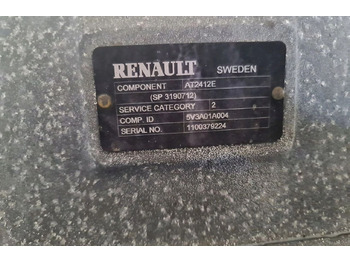 RENAULT SWEDEN
COMPONENT AT2412E
(SP 3190712)
SERVICE CATEGORY 2
COMP. ID 5V3A01A004
SERIAL NO. 1100379224